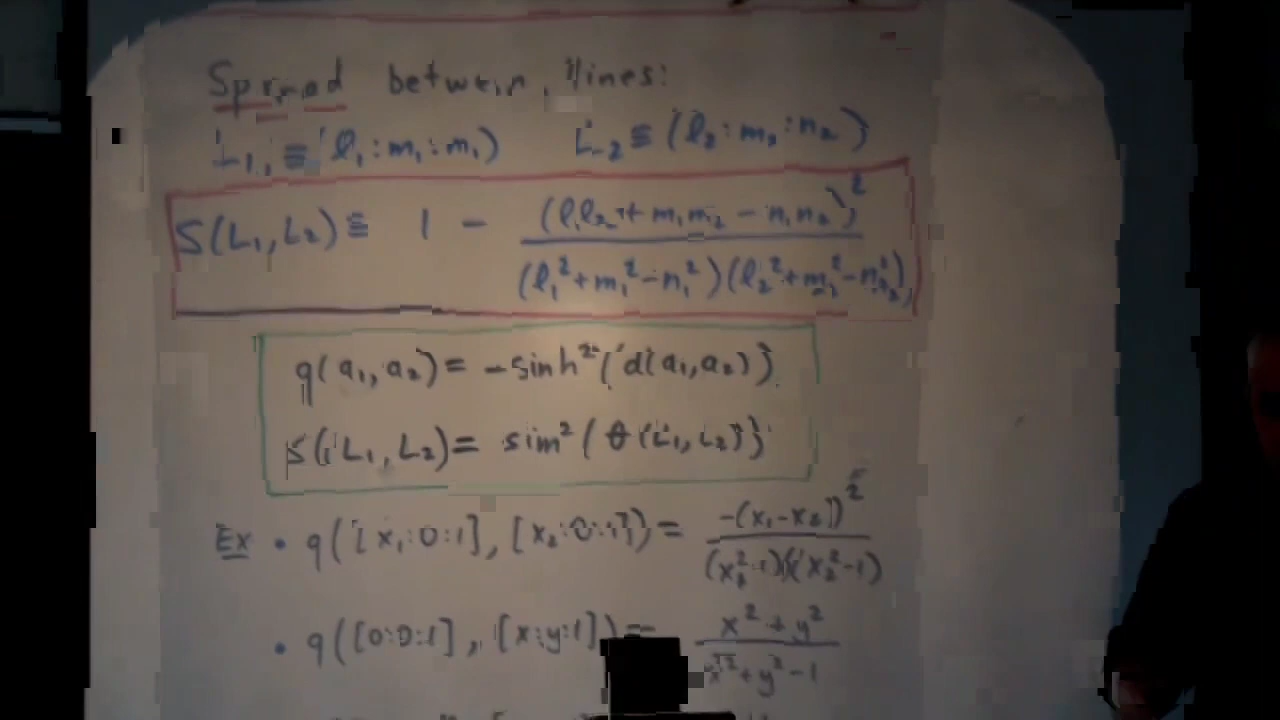 Spread between lines:
L₁ ≡ (l₁:m₁:m₁) L₂ ≡ (l₂:m₂:n₂)
S(L₁,L₂) ≡ 1 - (l₁l₂ + m₁m₂ - n₁n₂)² / (l₁²+m₁²-n₁²)(l₂²+m₂²-n₂²)
q(a₁,a₂) = -sinh²(d(a₁,a₂))
S(L₁,L₂) = sin²(θ(L₁,L₂))
Ex • q([x₁:0:1],[x₂:0:1]) = -(x₁-x₂)² / (x₂²-1)(x₂²-1)
• q([0:0:1],[x:y:1]) = x²+y² / x²+y²-1